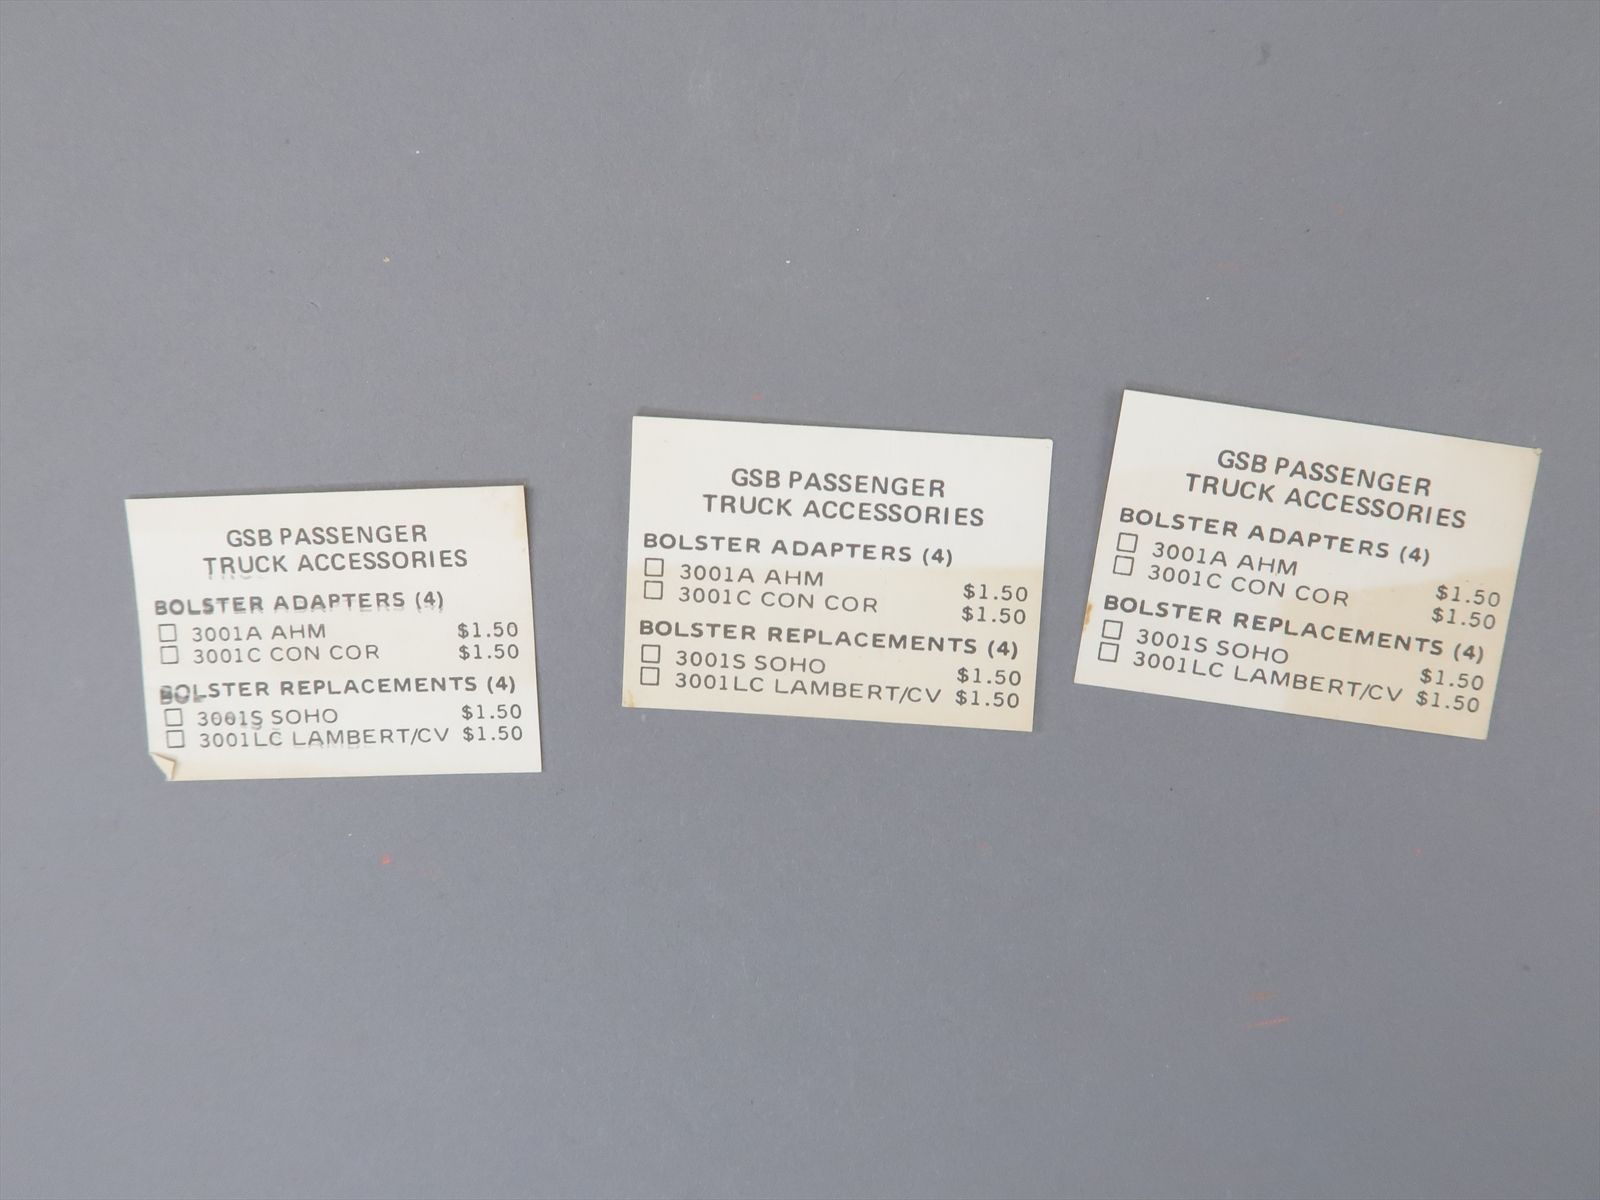 GSB PASSENGER
TRUCK ACCESSORIES
BOLSTER ADAPTERS (4)
☐ 3001A AHM $1.50
☐ 3001C CON COR $1.50
BOLSTER REPLACEMENTS (4)
☐ 3001S SOHO $1.50
☐ 3001LC LAMBERT/CV $1.50
GSB PASSENGER
TRUCK ACCESSORIES
BOLSTER ADAPTERS (4)
☐ 3001A AHM $1.50
☐ 3001C CON COR $1.50
BOLSTER REPLACEMENTS (4)
☐ 3001S SOHO $1.50
☐ 3001LC LAMBERT/CV $1.50
GSB PASSENGER
TRUCK ACCESSORIES
BOLSTER ADAPTERS (4)
☐ 3001A AHM $1.50
☐ 3001C CON COR $1.50
BOLSTER REPLACEMENTS (4)
☐ 3001S SOHO $1.50
☐ 3001LC LAMBERT/CV $1.50